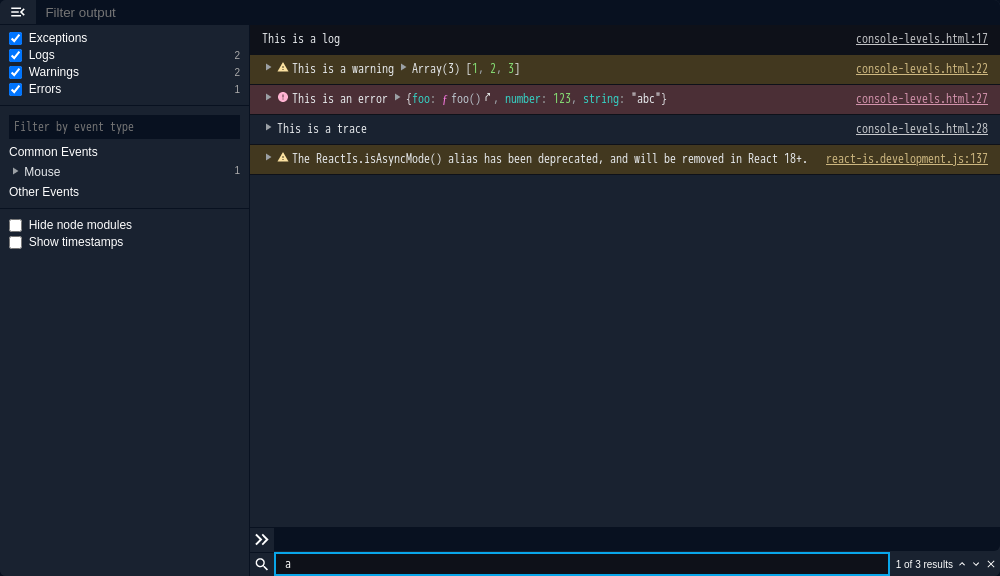 Filter output
Exceptions
Logs 2
Warnings 2
Errors 1
Filter by event type
Common Events
Mouse 1
Other Events
Hide node modules
Show timestamps
This is a log console-levels.html:17
This is a warning Array(3) [1, 2, 3] console-levels.html:22
This is an error {foo: ƒ foo(), number: 123, string: "abc"} console-levels.html:27
This is a trace console-levels.html:28
The ReactIs.isAsyncMode() alias has been deprecated, and will be removed in React 18+. react-is.development.js:137
a 1 of 3 results